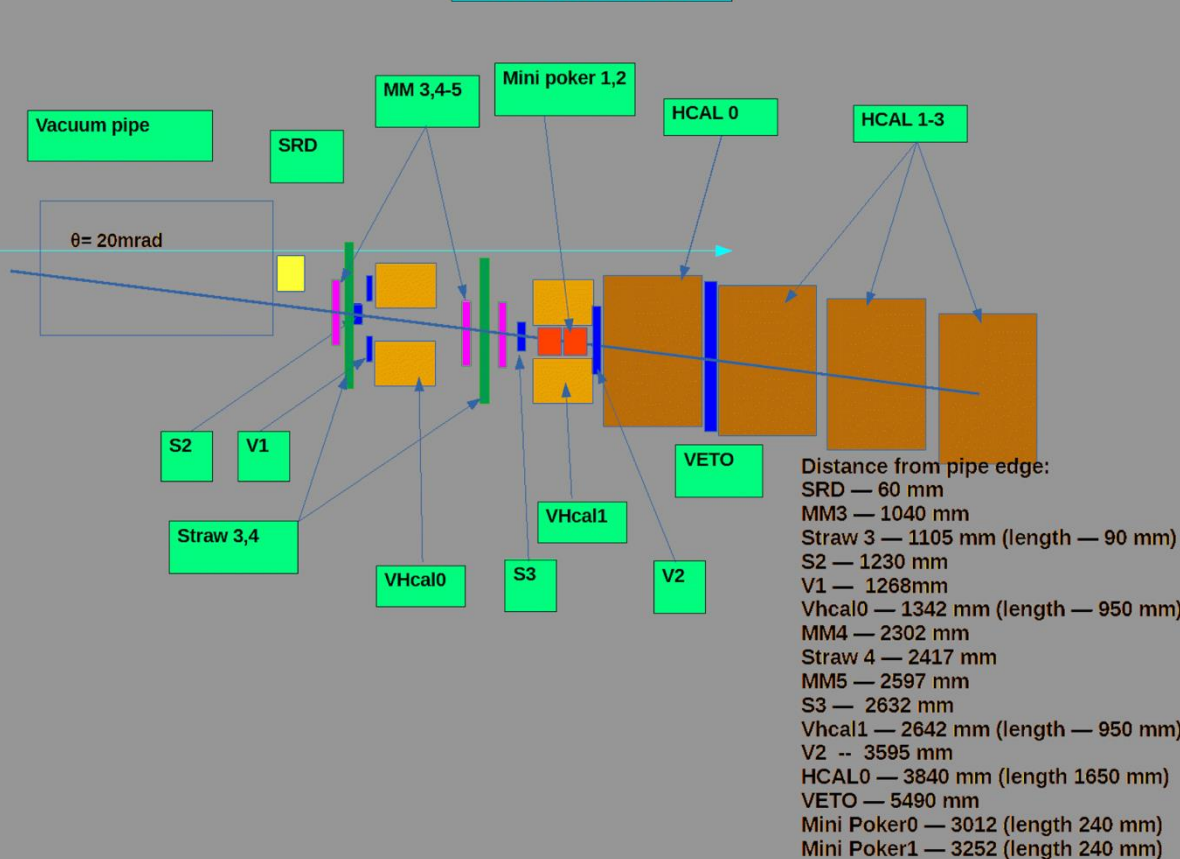 MM 3,4-5
Mini poker 1,2
HCAL 0
HCAL 1-3
Vacuum pipe
SRD
θ= 20mrad
S2
V1
VETO
Straw 3,4
VHcal1
VHcal0
S3
V2
Distance from pipe edge:
SRD — 60 mm
MM3 — 1040 mm
Straw 3 — 1105 mm (length — 90 mm)
S2 — 1230 mm
V1 —  1268mm
Vhcal0 — 1342 mm (length — 950 mm)
MM4 — 2302 mm
Straw 4 — 2417 mm
MM5 — 2597 mm
S3 —  2632 mm
Vhcal1 — 2642 mm (length — 950 mm)
V2  --  3595 mm
HCAL0 — 3840 mm (length 1650 mm)
VETO — 5490 mm
Mini Poker0 — 3012 (length 240 mm)
Mini Poker1 — 3252 (length 240 mm)